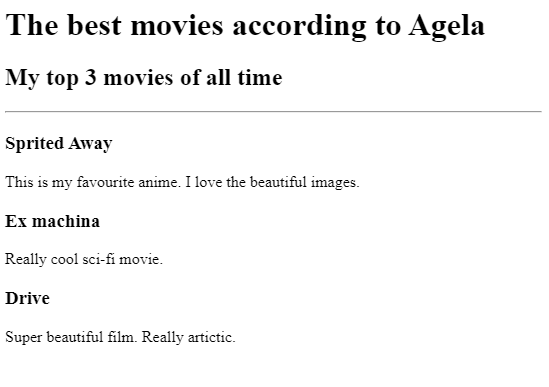 The best movies according to Agela
My top 3 movies of all time
Sprited Away
This is my favourite anime. I love the beautiful images.
Ex machina
Really cool sci-fi movie.
Drive
Super beautiful film. Really artictic.